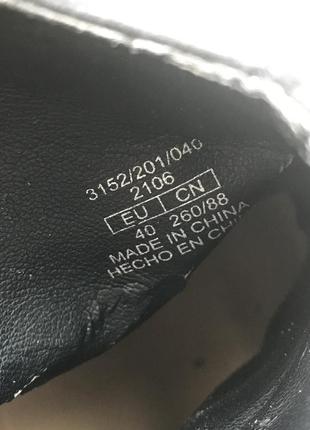 3152/201/040
2106
EU CN
40 260/88
MADE IN CHINA
HECHO EN CHINA